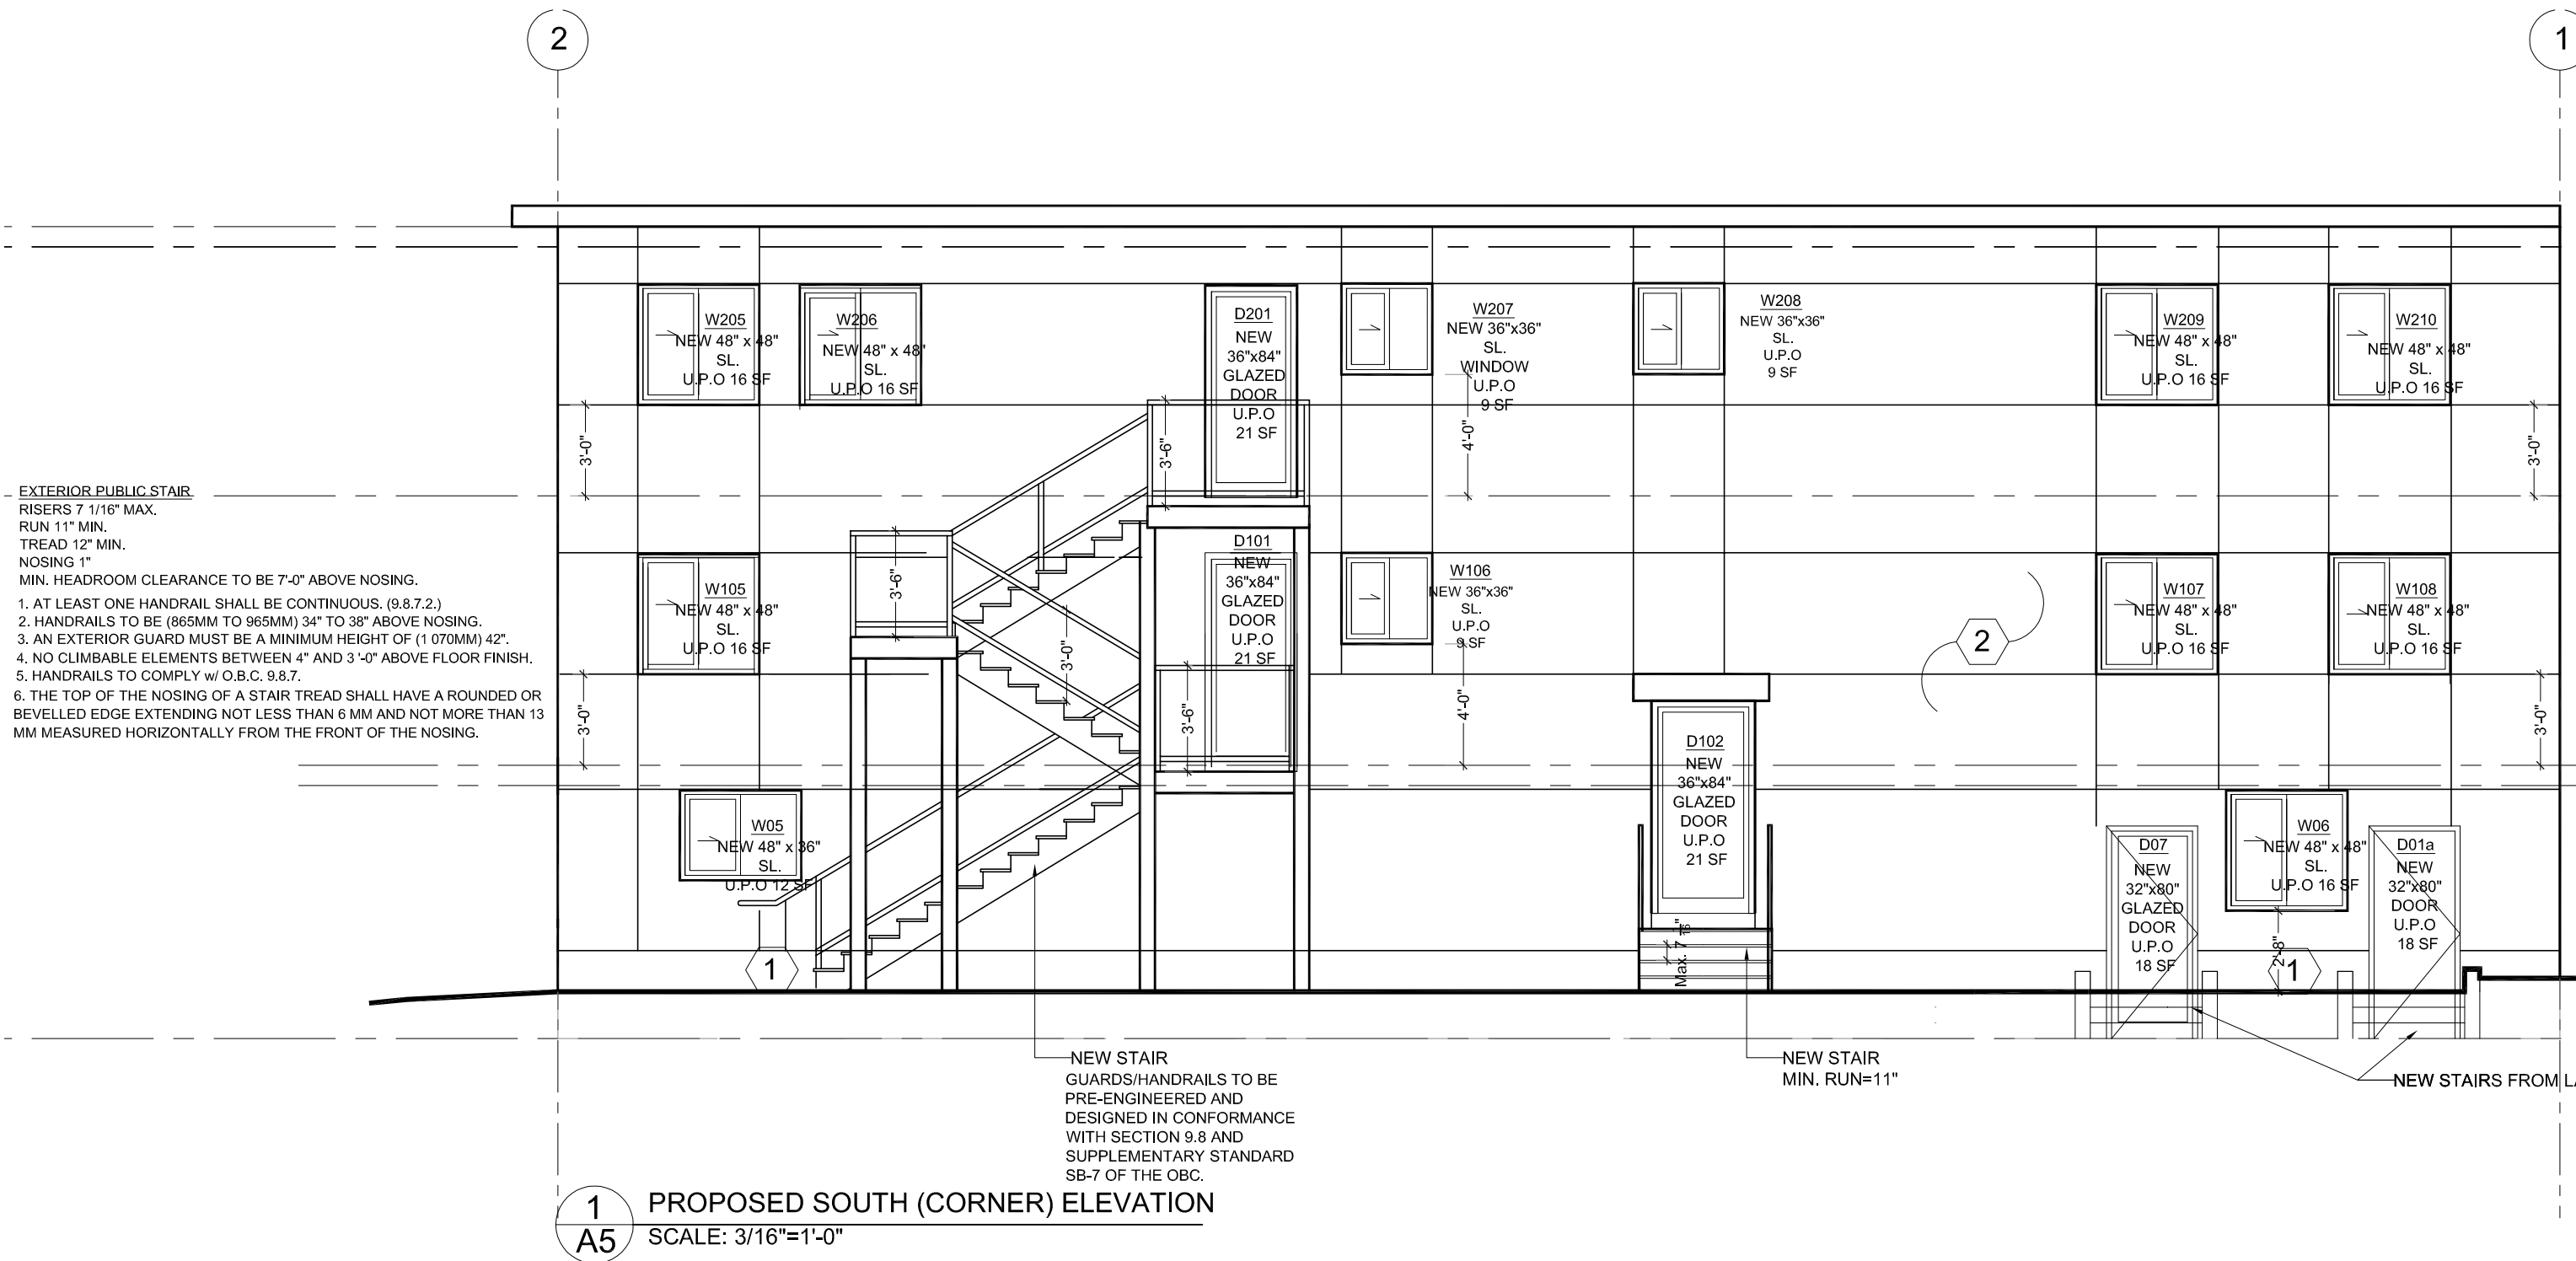 2
1
W205
NEW 48" x 48"
SL.
U.P.O 16 SF
W206
NEW 48" x 48"
SL.
U.P.O 16 SF
D201
NEW
36"x84"
GLAZED
DOOR
U.P.O
21 SF
W207
NEW 36"x36"
SL.
WINDOW
U.P.O
9 SF
W208
NEW 36"x36"
SL.
U.P.O
9 SF
W209
NEW 48" x 48"
SL.
U.P.O 16 SF
W210
NEW 48" x 48"
SL.
U.P.O 16 SF
3'-0"
3'-6"
4'-0"
3'-0"
EXTERIOR PUBLIC STAIR
RISERS 7 1/16" MAX.
RUN 11" MIN.
TREAD 12" MIN.
NOSING 1"
MIN. HEADROOM CLEARANCE TO BE 7'-0" ABOVE NOSING.
1. AT LEAST ONE HANDRAIL SHALL BE CONTINUOUS. (9.8.7.2.)
2. HANDRAILS TO BE (865MM TO 965MM) 34" TO 38" ABOVE NOSING.
3. AN EXTERIOR GUARD MUST BE A MINIMUM HEIGHT OF (1 070MM) 42".
4. NO CLIMBABLE ELEMENTS BETWEEN 4" AND 3 '-0" ABOVE FLOOR FINISH.
5. HANDRAILS TO COMPLY w/ O.B.C. 9.8.7.
6. THE TOP OF THE NOSING OF A STAIR TREAD SHALL HAVE A ROUNDED OR
BEVELLED EDGE EXTENDING NOT LESS THAN 6 MM AND NOT MORE THAN 13
MM MEASURED HORIZONTALLY FROM THE FRONT OF THE NOSING.
W105
NEW 48" x 48"
SL.
U.P.O 16 SF
3'-6"
D101
NEW
36"x84"
GLAZED
DOOR
U.P.O
21 SF
W106
NEW 36"x36"
SL.
U.P.O
9 SF
2
W107
NEW 48" x 48"
SL.
U.P.O 16 SF
W108
NEW 48" x 48"
SL.
U.P.O 16 SF
3'-0"
3'-0"
3'-6"
4'-0"
3'-0"
D102
NEW
36"x84"
GLAZED
DOOR
U.P.O
21 SF
W05
NEW 48" x 36"
SL.
U.P.O 12 SF
D07
NEW
32"x80"
GLAZED
DOOR
U.P.O
18 SF
W06
NEW 48" x 48"
SL.
U.P.O 16 SF
D01a
NEW
32"x80"
DOOR
U.P.O
18 SF
1
Max. 7 1/16"
2'-8"
1
NEW STAIR
GUARDS/HANDRAILS TO BE
PRE-ENGINEERED AND
DESIGNED IN CONFORMANCE
WITH SECTION 9.8 AND
SUPPLEMENTARY STANDARD
SB-7 OF THE OBC.
NEW STAIR
MIN. RUN=11"
NEW STAIRS FROM
1
A5
PROPOSED SOUTH (CORNER) ELEVATION
SCALE: 3/16"=1'-0"